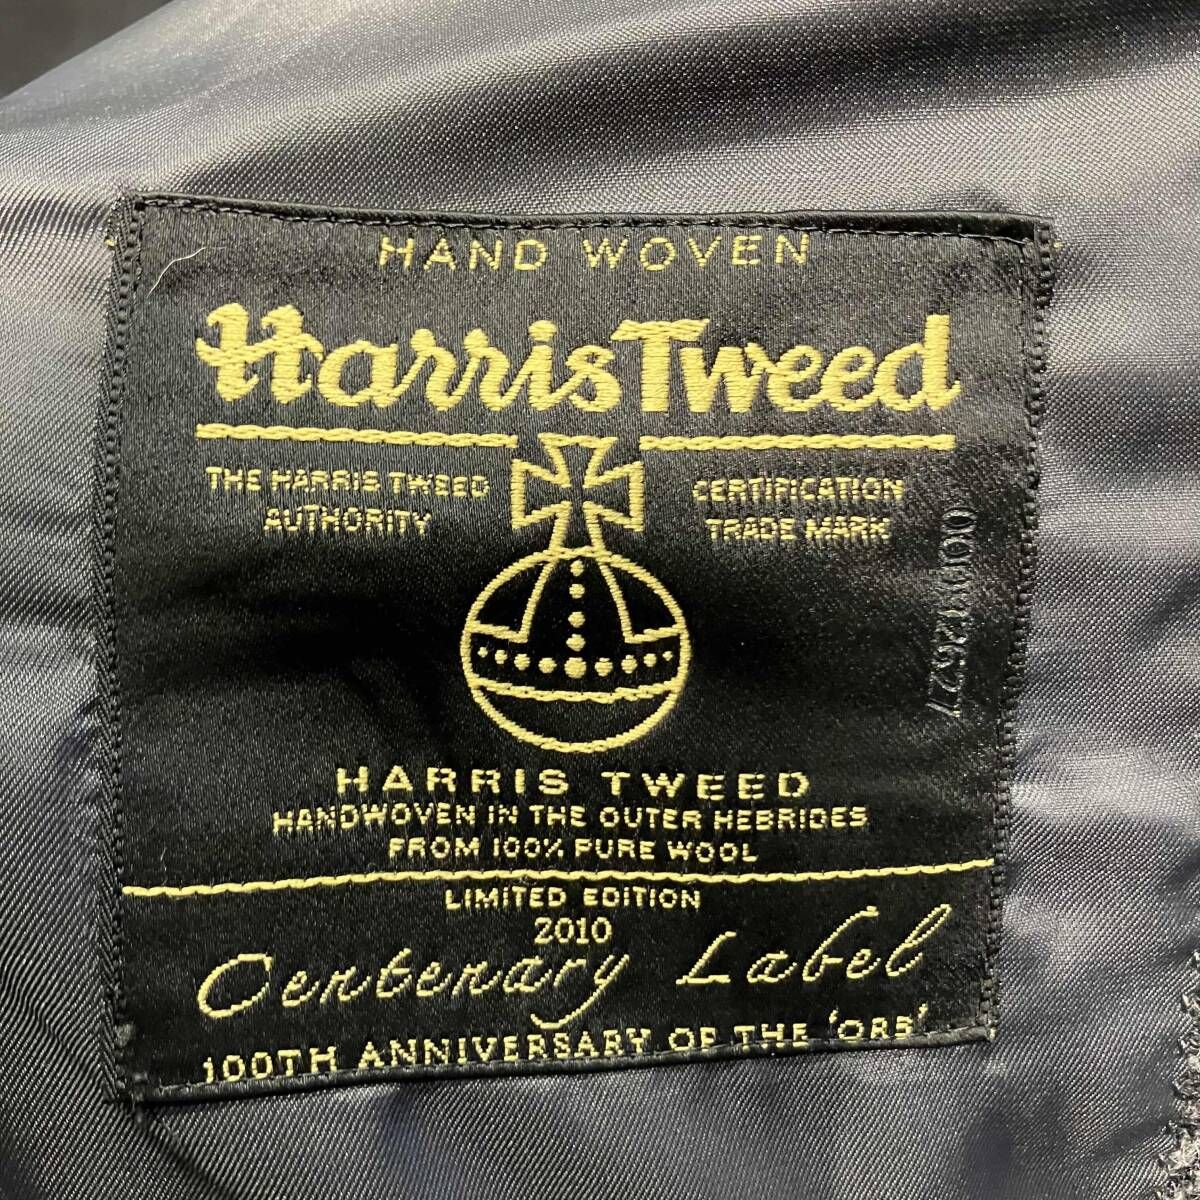 HAND WOVEN
Harris Tweed
THE HARRIS TWEED
AUTHORITY
CERTIFICATION
TRADE MARK
HARRIS TWEED
HANDWOVEN IN THE OUTER HEBRIDES
FROM 100% PURE WOOL
LIMITED EDITION
2010
Centenary Label
100TH ANNIVERSARY OF THE 'ORB'